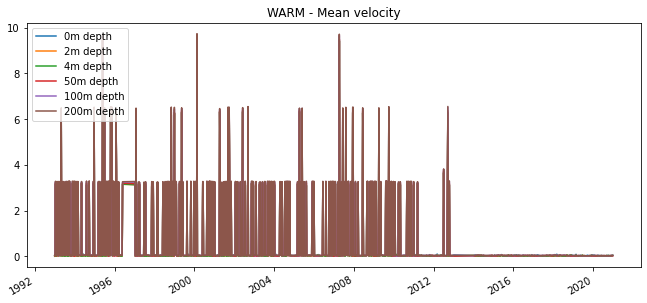 WARM - Mean velocity
10
8
6
4
2
0
0m depth
2m depth
4m depth
50m depth
100m depth
200m depth
1992
1996
2000
2004
2008
2012
2016
2020